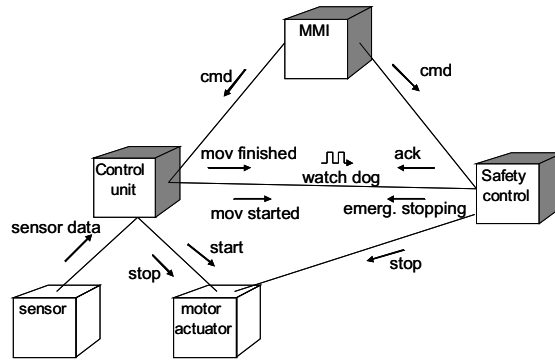 MMI
cmd
cmd
mov finished
ack
Control
unit
watch dog
Safety
control
mov started
emerg. stopping
sensor data
start
stop
stop
sensor
motor
actuator